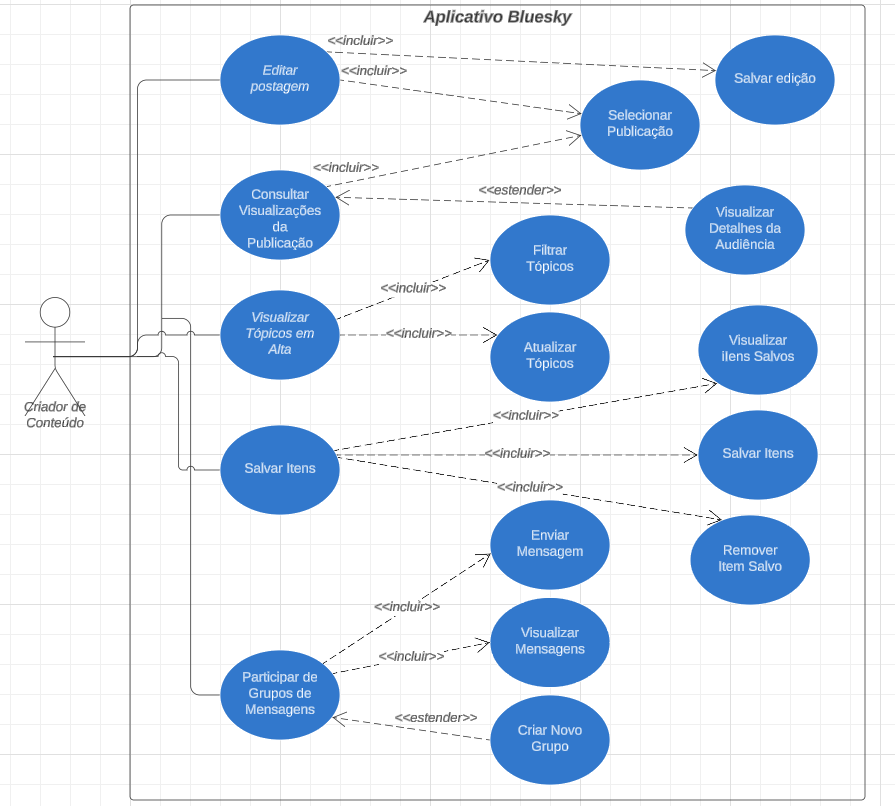 Aplicativo Bluesky
<<incluir>>
<<incluir>>
Editar
postagem
Salvar edição
Selecionar
Publicação
<<incluir>>
<<estender>>
Consultar
Visualizações
da
Publicação
Visualizar
Detalhes da
Audiência
Filtrar
Tópicos
<<incluir>>
Visualizar
Tópicos em
Alta
<<incluir>>
Atualizar
Tópicos
Visualizar
iIens Salvos
Criador de
Conteúdo
<<incluir>>
<<incluir>>
Salvar Itens
Salvar Itens
<<incluir>>
Enviar
Mensagem
Remover
Item Salvo
<<incluir>>
Visualizar
Mensagens
<<incluir>>
Participar de
Grupos de
Mensagens
<<estender>>
Criar Novo
Grupo